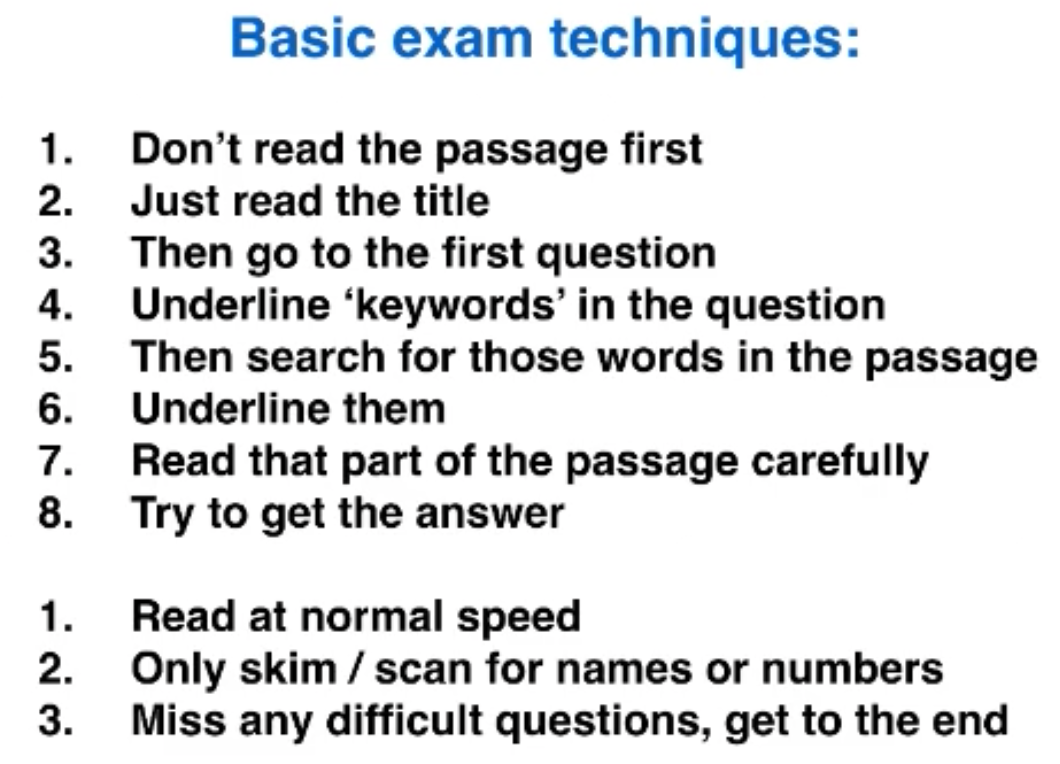 Basic exam techniques:
1. Don't read the passage first
2. Just read the title
3. Then go to the first question
4. Underline ‘keywords’ in the question
5. Then search for those words in the passage
6. Underline them
7. Read that part of the passage carefully
8. Try to get the answer
1. Read at normal speed
2. Only skim / scan for names or numbers
3. Miss any difficult questions, get to the end